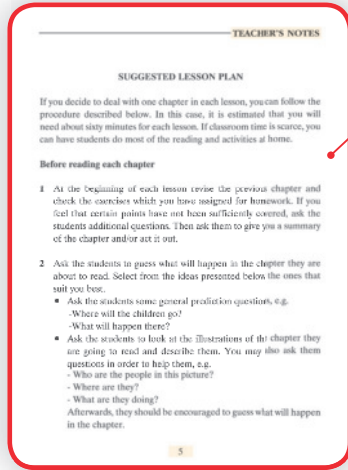 TEACHER'S NOTES
SUGGESTED LESSON PLAN
If you decide to deal with one chapter in each lesson, you can follow the
procedure described below. In this case, it is estimated that you will
need about sixty minutes for each lesson. If classroom time is scarce, you
can have students do most of the reading and activities at home.
Before reading each chapter
1 At the beginning of each lesson revise the previous chapter and
check the exercises which you have assigned for homework. If you
feel that certain points have not been sufficiently covered, ask the
students additional questions. Then ask them to give you a summary
of the chapter and/or act it out.
2 Ask the students to guess what will happen in the chapter they are
about to read. Select from the ideas presented below the ones that
suit you best.
• Ask the students some general prediction questions, e.g.
-Where will the children go?
-What will happen there?
• Ask the students to look at the illustrations of the chapter they
are going to read and describe them. You may also ask them
questions in order to help them, e.g.
- Who are the people in this picture?
- Where are they?
- What are they doing?
Afterwards, they should be encouraged to guess what will happen
in the chapter.
5